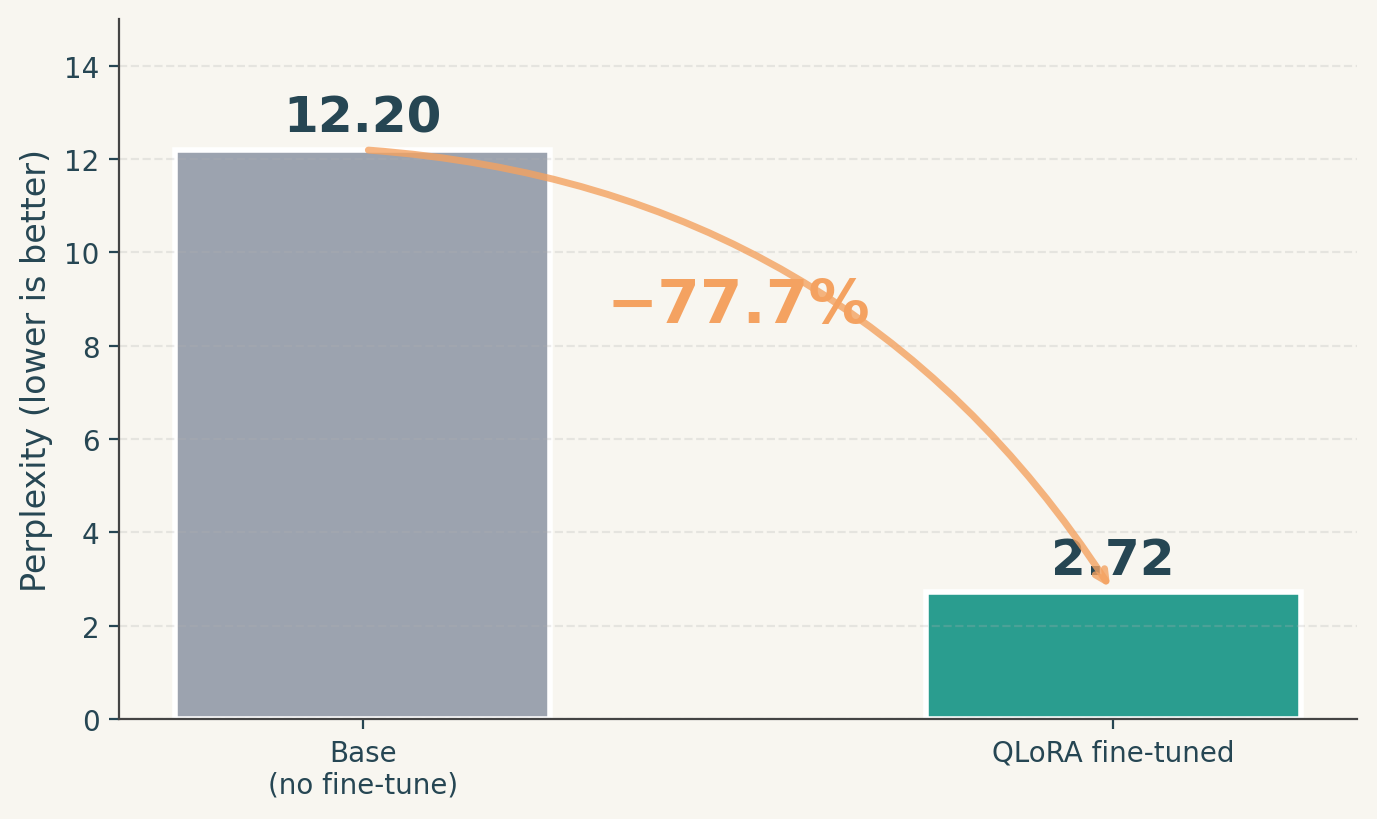 Perplexity (lower is better)
14
12
10
8
6
4
2
0
12.20
−77.7%
2.72
Base
(no fine-tune)
QLoRA fine-tuned